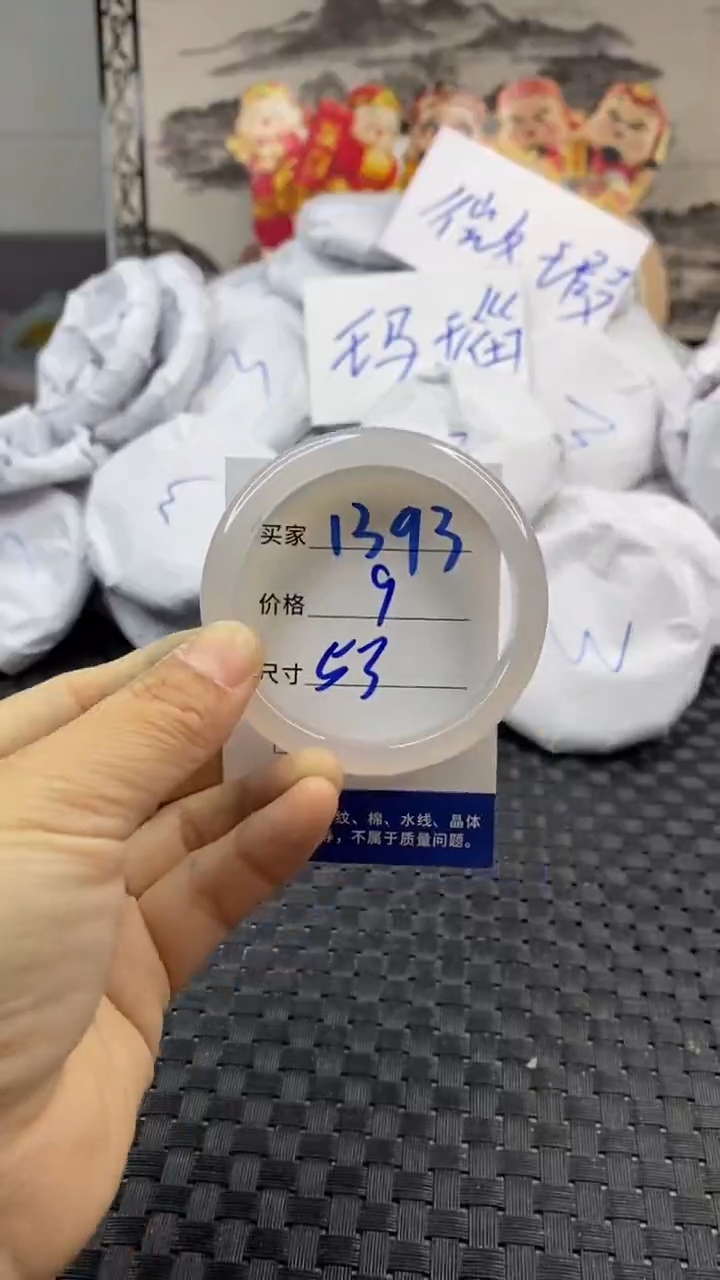 微瑕
玛瑙
买家 1393
价格 9
尺寸 53
纹、棉、水线、晶体
等，不属于质量问题。
W